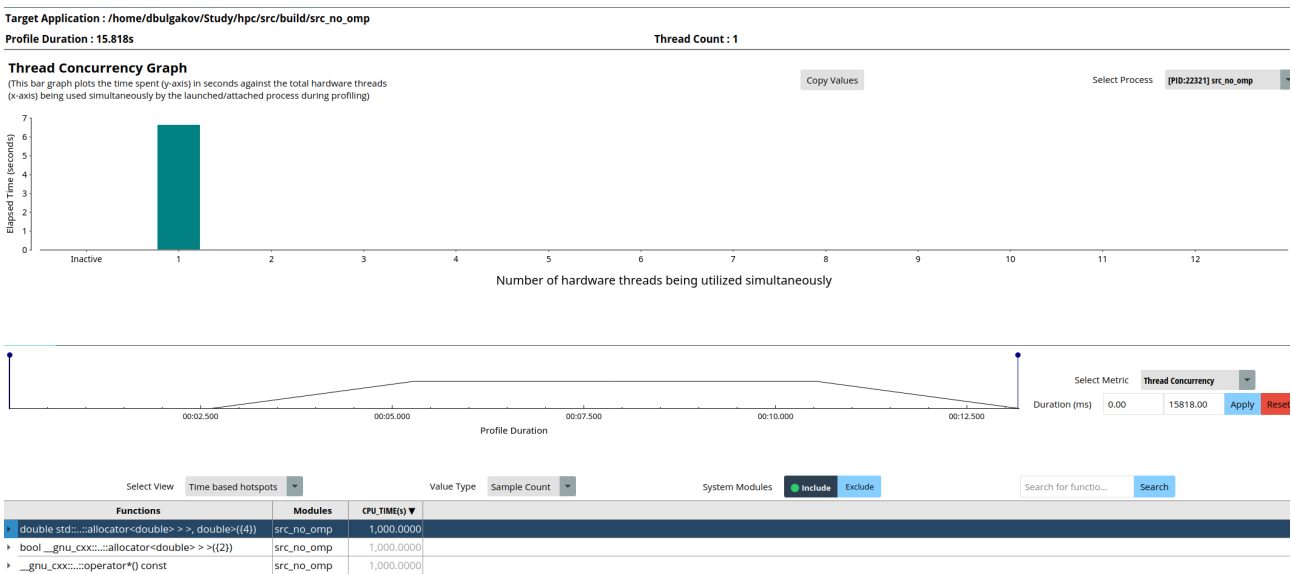 Target Application : /home/dbulgakov/Study/hpc/src/build/src_no_omp
Profile Duration : 15.818s Thread Count : 1
Thread Concurrency Graph
(This bar graph plots the time spent (y-axis) in seconds against the total hardware threads
(x-axis) being used simultaneously by the launched/attached process during profiling)
Copy Values
Select Process [PID:22321] src_no_omp
Elapsed Time (seconds)
7
6
5
4
3
2
1
0
Inactive 1 2 3 4 5 6 7 8 9 10 11 12
Number of hardware threads being utilized simultaneously
Select Metric Thread Concurrency
Duration (ms) 0.00 15818.00 Apply Reset
00:02.500 00:05.000 00:07.500 00:10.000 00:12.500
Profile Duration
Select View Time based hotspots Value Type Sample Count System Modules Include Exclude Search for functio... Search
Functions Modules CPU_TIME(s) ▼
double std::..::allocator<double> > >, double>({4}) src_no_omp 1,000.0000
bool __gnu_cxx::..::allocator<double> > >({2}) src_no_omp 1,000.0000
__gnu_cxx::..::operator*() const src_no_omp 1,000.0000